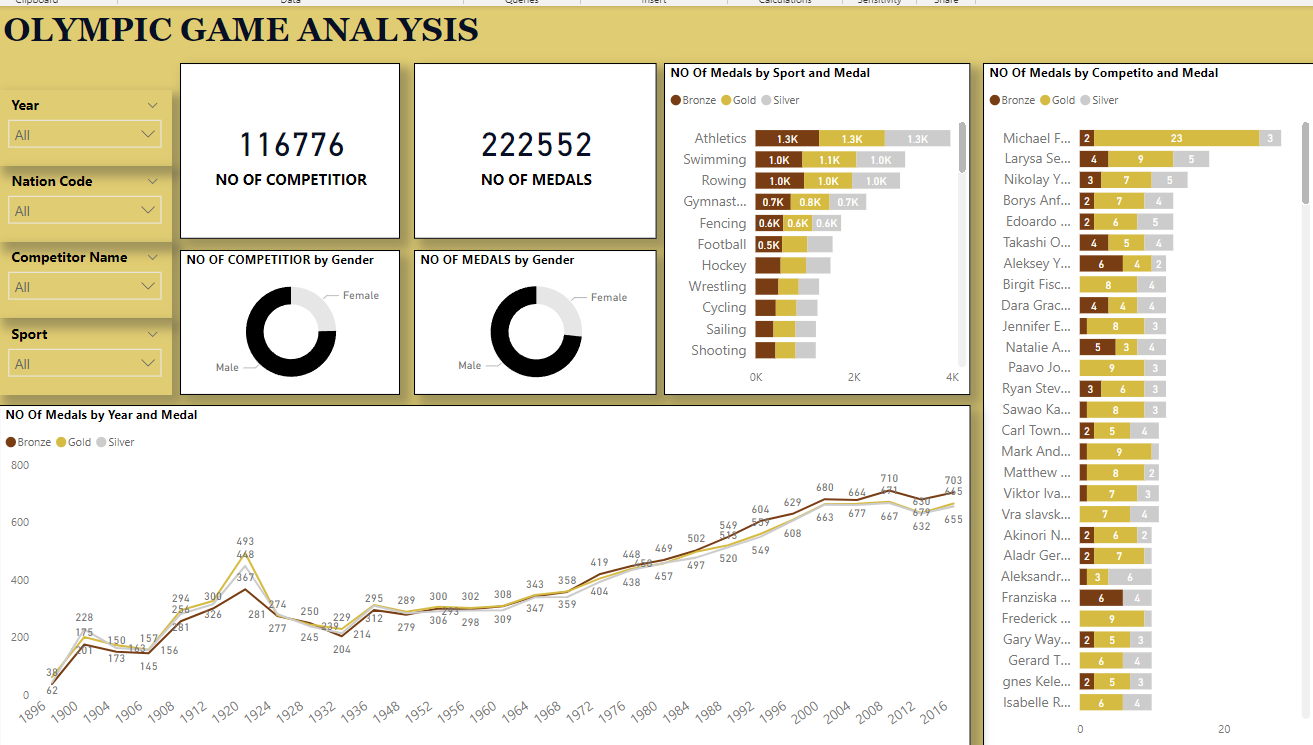 Clipboard Data Queries Insert Calculations Sensitivity Share
OLYMPIC GAME ANALYSIS
Year
All
Nation Code
All
Competitor Name
All
Sport
All
116776
NO OF COMPETITIOR
222552
NO OF MEDALS
NO OF COMPETITIOR by Gender
Female
Male
NO OF MEDALS by Gender
Female
Male
NO Of Medals by Sport and Medal
Bronze Gold Silver
Athletics 1.3K 1.3K 1.3K
Swimming 1.0K 1.1K 1.0K
Rowing 1.0K 1.0K 1.0K
Gymnast... 0.7K 0.8K 0.7K
Fencing 0.6K 0.6K 0.6K
Football 0.5K
Hockey
Wrestling
Cycling
Sailing
Shooting
0K 2K 4K
NO Of Medals by Competito and Medal
Bronze Gold Silver
Michael F... 2 23 3
Larysa Se... 4 9 5
Nikolay Y... 3 7 5
Borys Anf... 2 7 4
Edoardo ... 2 6 5
Takashi O... 4 5 4
Aleksey Y... 6 4 2
Birgit Fisc... 8 4
Dara Grac... 4 4 4
Jennifer E... 8 3
Natalie A... 5 3 4
Paavo Jo... 9 3
Ryan Stev... 3 6 3
Sawao Ka... 8 3
Carl Town... 2 5 4
Mark And... 9
Matthew ... 8 2
Viktor Iva... 7 3
Vra slavsk... 7 4
Akinori N... 2 6 2
Aladr Ger... 2 7
Aleksandr... 3 6
Franziska ... 6 4
Frederick ... 9
Gary Way... 2 5 3
Gerard T... 6 4
gnes Kele... 2 5 3
Isabelle R... 6 4
0 20
NO Of Medals by Year and Medal
Bronze Gold Silver
800
600
400
200
0
38 62
228 175 201
150 173
157 163 145
156
294 256 281
300 326
493 448 367
281 274 277
250 245
229 239 204
214
295 312
289 279
300 306
302 293 298
308 309
343 347
358 359
419 404
448 438
469 458 457
502 497
549 513 520
604 559 549
629 608
680 663
664 677
710 671 667
630 679 632
703 665 655
1896 1900 1904 1906 1908 1912 1920 1924 1928 1932 1936 1948 1952 1956 1960 1964 1968 1972 1976 1980 1984 1988 1992 1996 2000 2004 2008 2012 2016